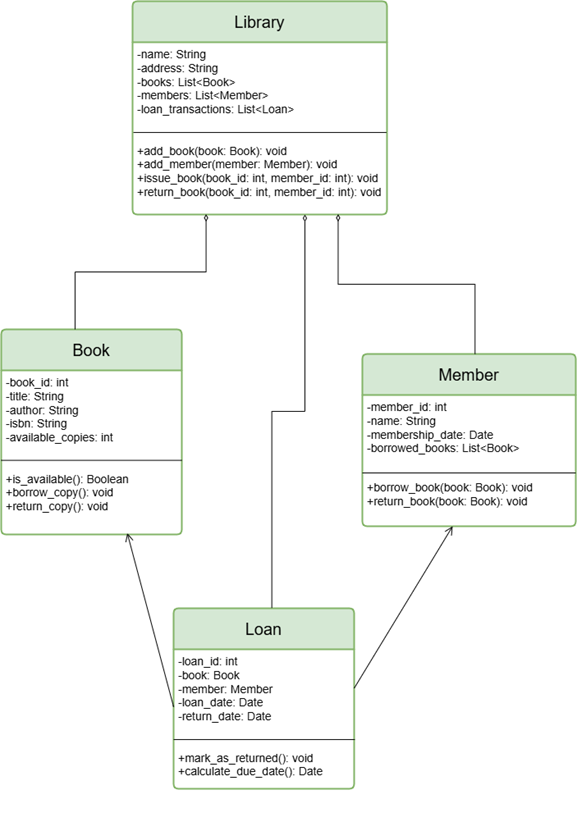 Library
-name: String
-address: String
-books: List<Book>
-members: List<Member>
-loan_transactions: List<Loan>
+add_book(book: Book): void
+add_member(member: Member): void
+issue_book(book_id: int, member_id: int): void
+return_book(book_id: int, member_id: int): void
Book
-book_id: int
-title: String
-author: String
-isbn: String
-available_copies: int
+is_available(): Boolean
+borrow_copy(): void
+return_copy(): void
Member
-member_id: int
-name: String
-membership_date: Date
-borrowed_books: List<Book>
+borrow_book(book: Book): void
+return_book(book: Book): void
Loan
-loan_id: int
-book: Book
-member: Member
-loan_date: Date
-return_date: Date
+mark_as_returned(): void
+calculate_due_date(): Date